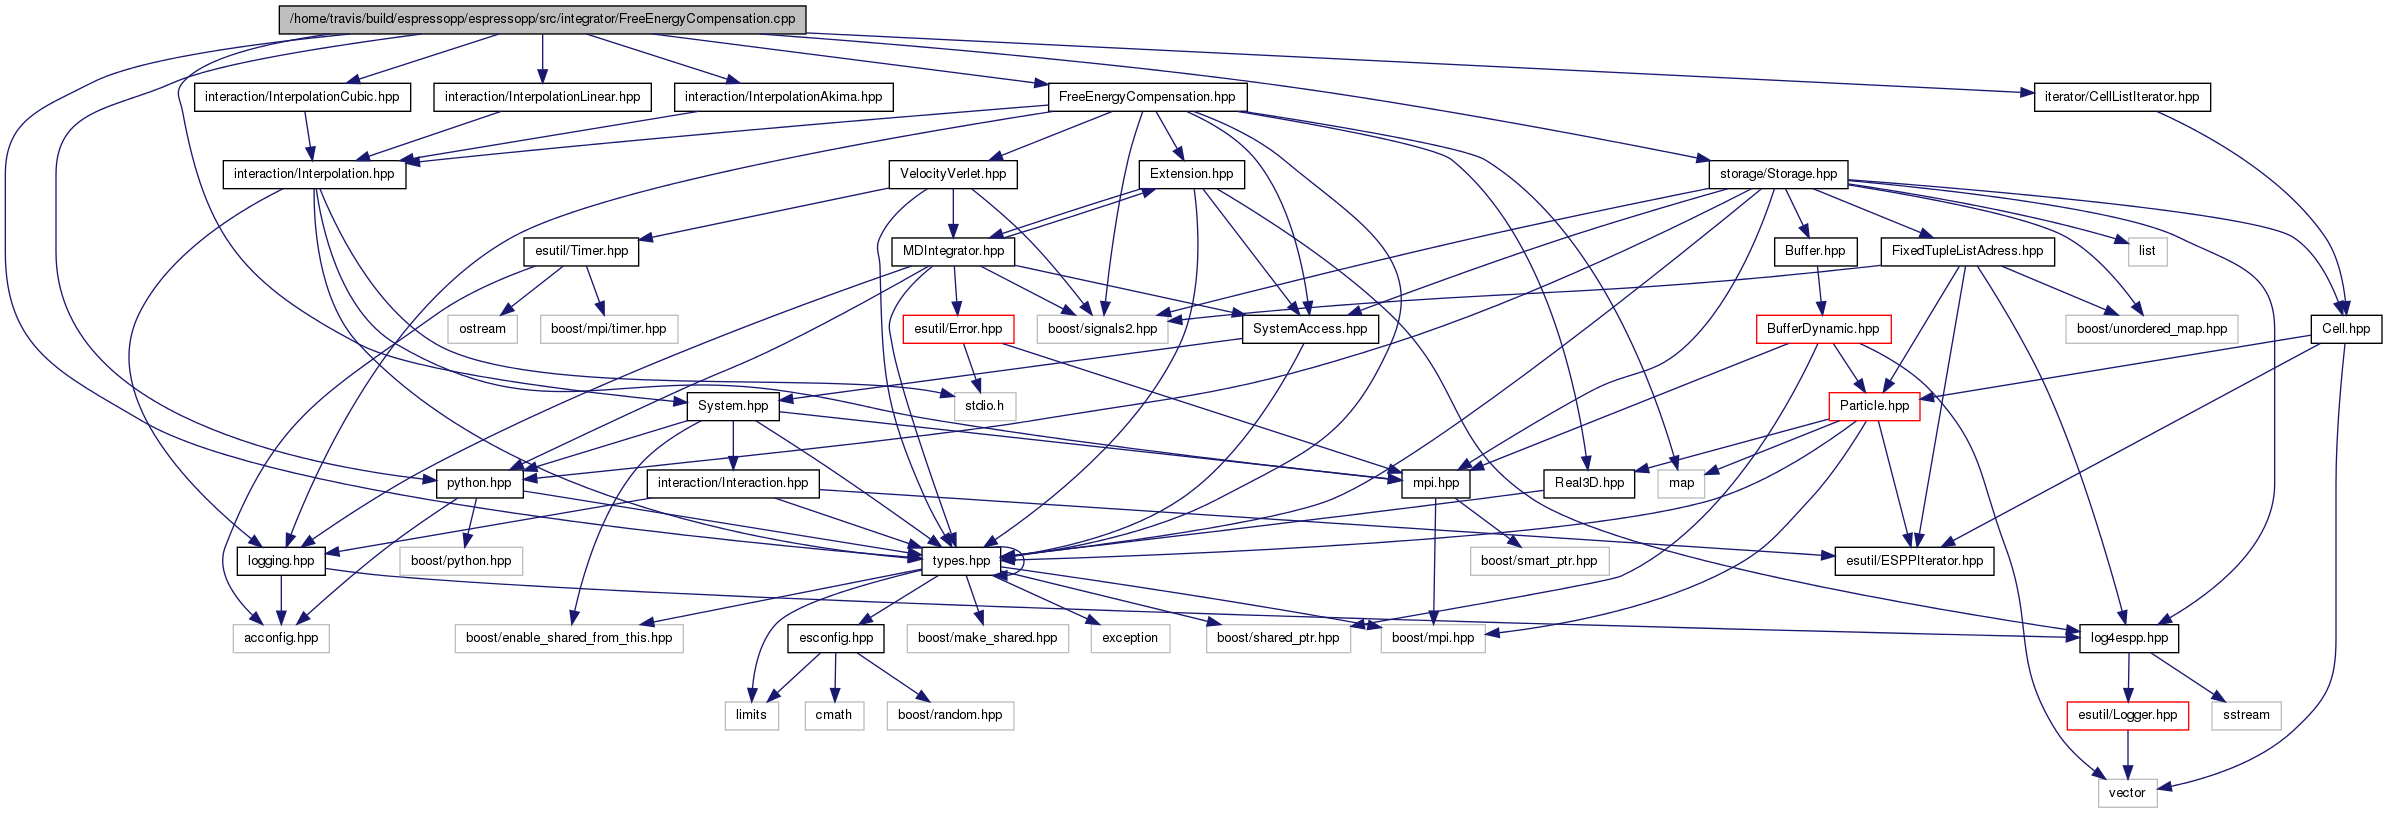 /home/travis/build/espressopp/espressopp/src/integrator/FreeEnergyCompensation.cpp
interaction/InterpolationCubic.hpp
interaction/InterpolationLinear.hpp
interaction/InterpolationAkima.hpp
FreeEnergyCompensation.hpp
iterator/CellListIterator.hpp
interaction/Interpolation.hpp
VelocityVerlet.hpp
Extension.hpp
storage/Storage.hpp
esutil/Timer.hpp
MDIntegrator.hpp
Buffer.hpp
FixedTupleListAdress.hpp
list
ostream
boost/mpi/timer.hpp
esutil/Error.hpp
boost/signals2.hpp
SystemAccess.hpp
BufferDynamic.hpp
boost/unordered_map.hpp
Cell.hpp
System.hpp
stdio.h
Particle.hpp
python.hpp
interaction/Interaction.hpp
mpi.hpp
Real3D.hpp
map
logging.hpp
boost/python.hpp
types.hpp
boost/smart_ptr.hpp
esutil/ESPPIterator.hpp
acconfig.hpp
boost/enable_shared_from_this.hpp
esconfig.hpp
boost/make_shared.hpp
exception
boost/shared_ptr.hpp
boost/mpi.hpp
log4espp.hpp
limits
cmath
boost/random.hpp
esutil/Logger.hpp
sstream
vector